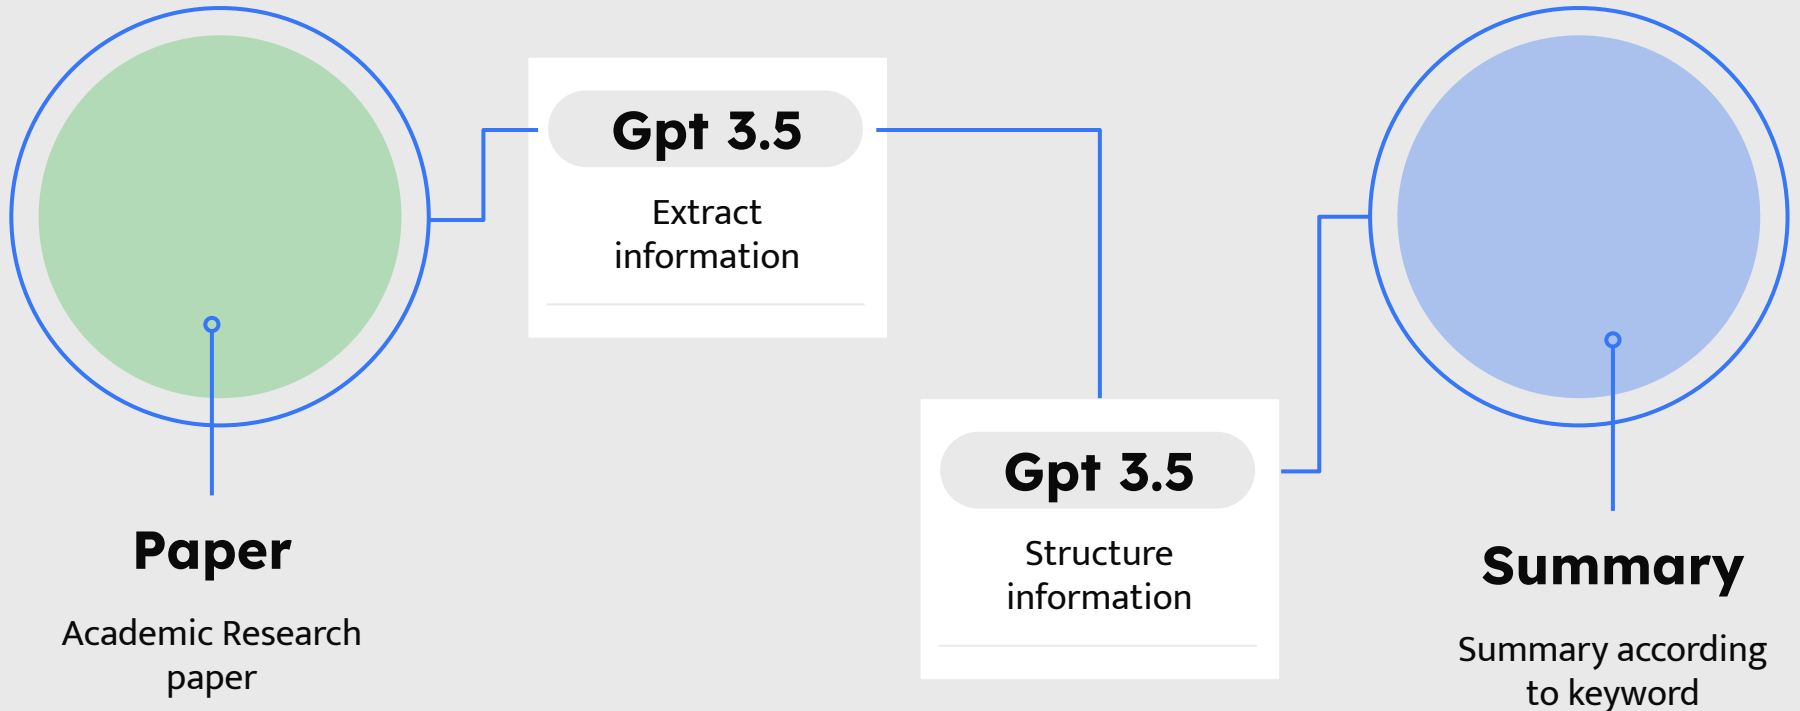 Gpt 3.5
Extract
information
Gpt 3.5
Structure
information
Paper
Academic Research
paper
Summary
Summary according
to keyword